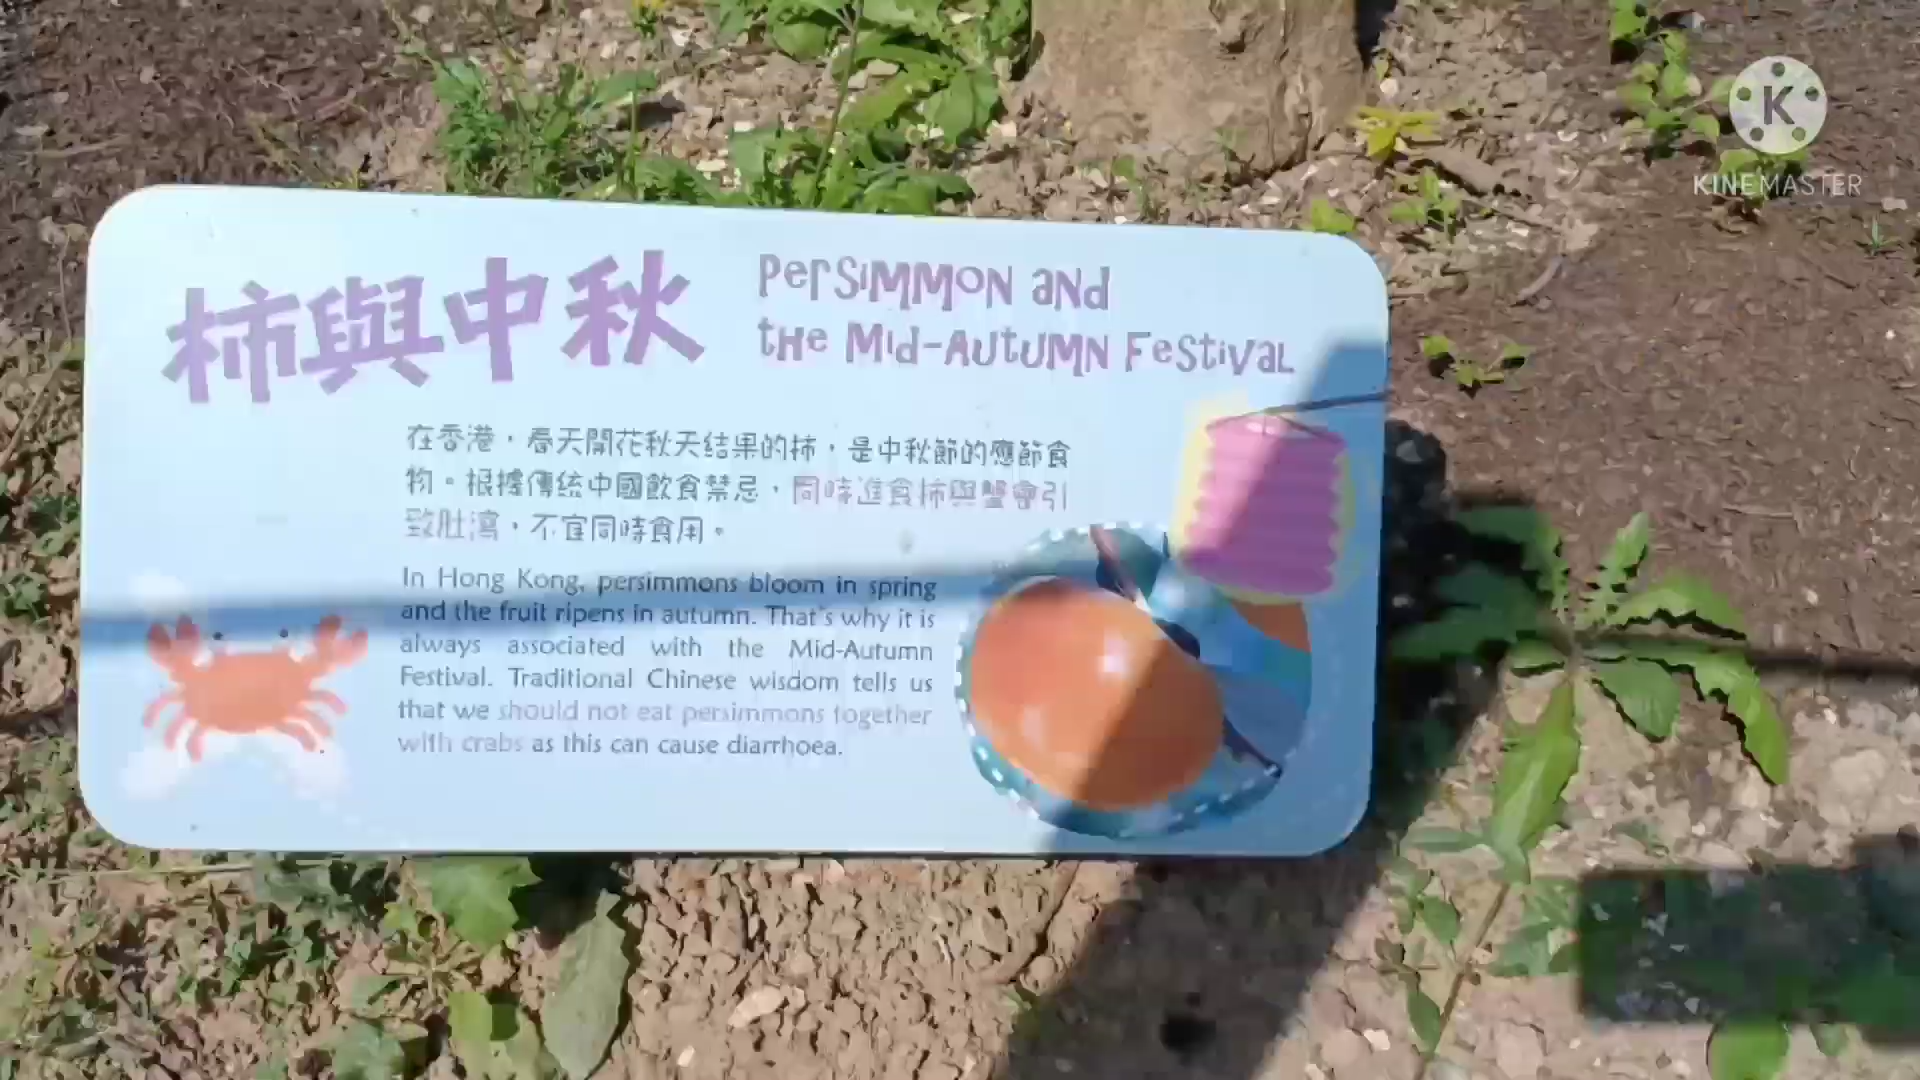 柿與中秋
Persimmon and
the Mid-Autumn Festival
在香港，春天開花秋天结果的柿，是中秋節的應節食
物。根據傳統中國飲食禁忌，同時進食柿與蟹會引
致肚瀉，不宜同時食用。
In Hong Kong, persimmons bloom in spring
and the fruit ripens in autumn. That's why it is
always associated with the Mid-Autumn
Festival. Traditional Chinese wisdom tells us
that we should not eat persimmons together
with crabs as this can cause diarrhoea.
K
KINEMASTER